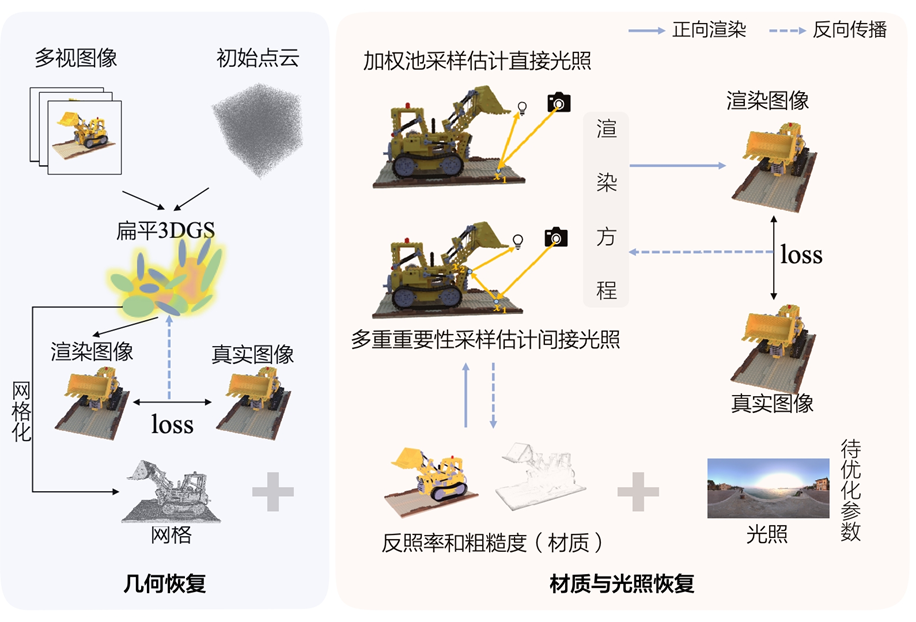 多视图像
初始点云
扁平3DGS
渲染图像
真实图像
loss
网格化
网格
几何恢复
正向渲染
反向传播
加权池采样估计直接光照
渲染方程
渲染图像
loss
真实图像
多重重要性采样估计间接光照
反照率和粗糙度（材质）
光照
待优化参数
材质与光照恢复